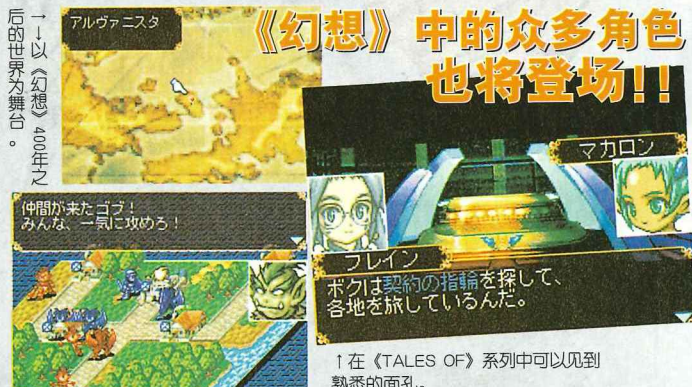 《幻想》中的众多角色
也将登场!!
→↓以《幻想》400年之
后的世界为舞台。
アルヴァニスタ
仲間が来たゴブ!
みんな、一気に攻めろ!
マカロン
フレイン
ボクは契約の指輪を探して、
各地を旅しているんだ。
↑在《TALES OF》系列中可以见到
熟悉的面孔。